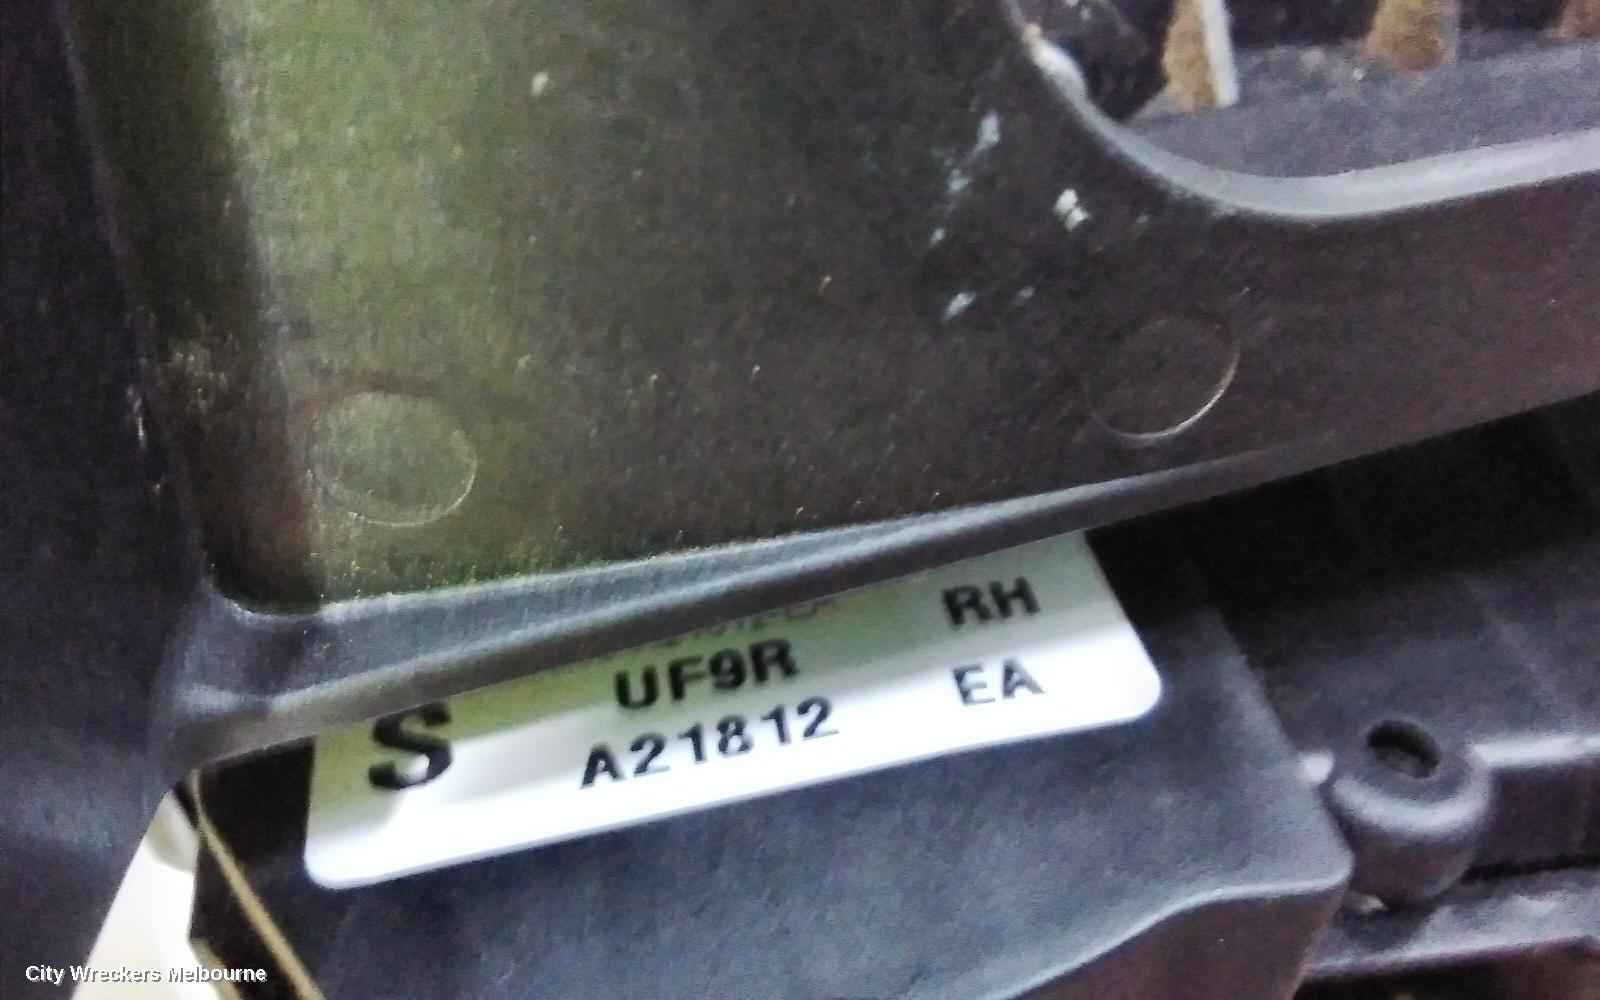 RH
UF9R
EA
S
A21812
City Wreckers Melbourne